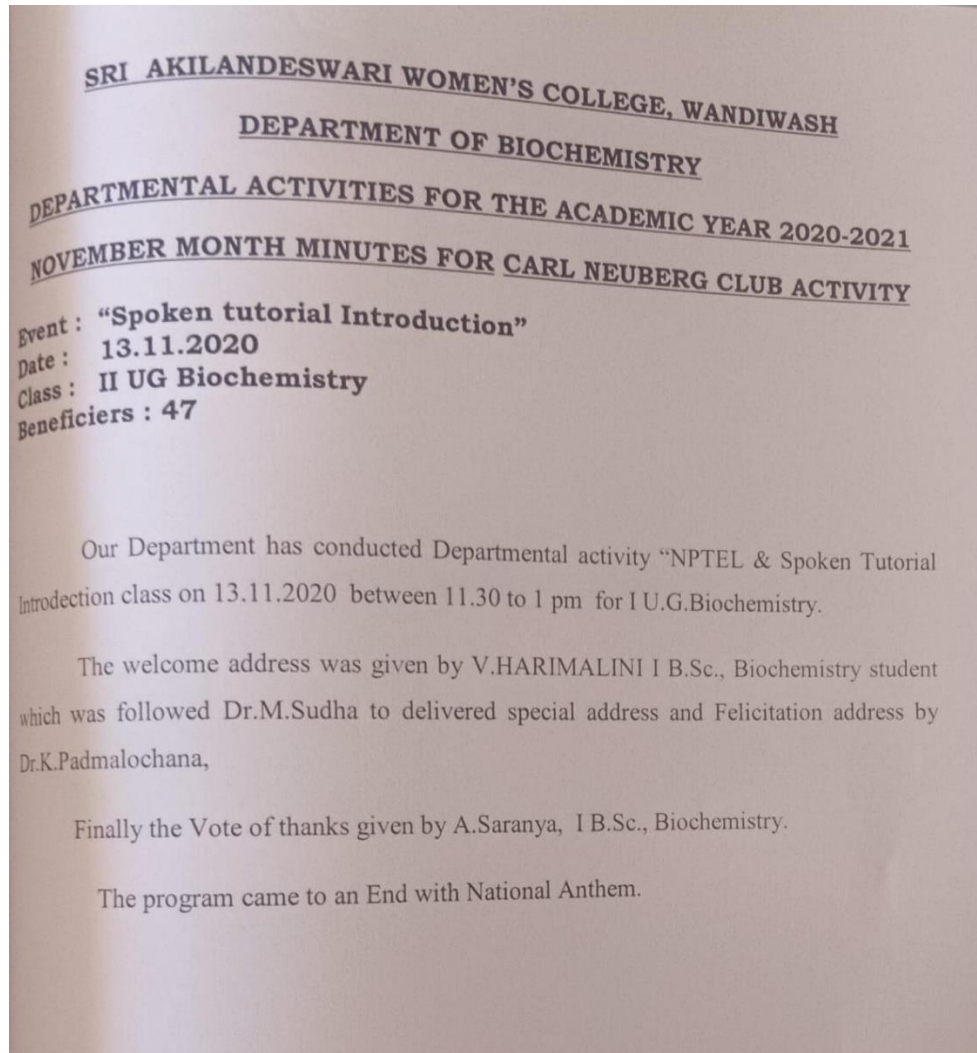 SRI AKILANDESWARI WOMEN'S COLLEGE, WANDIWASH
DEPARTMENT OF BIOCHEMISTRY
DEPARTMENTAL ACTIVITIES FOR THE ACADEMIC YEAR 2020-2021
NOVEMBER MONTH MINUTES FOR CARL NEUBERG CLUB ACTIVITY
Event : “Spoken tutorial Introduction”
Date : 13.11.2020
Class : II UG Biochemistry
Beneficiers : 47
Our Department has conducted Departmental activity “NPTEL & Spoken Tutorial
Introdection class on 13.11.2020 between 11.30 to 1 pm for I U.G.Biochemistry.
The welcome address was given by V.HARIMALINI I B.Sc., Biochemistry student
which was followed Dr.M.Sudha to delivered special address and Felicitation address by
Dr.K.Padmalochana,
Finally the Vote of thanks given by A.Saranya, I B.Sc., Biochemistry.
The program came to an End with National Anthem.